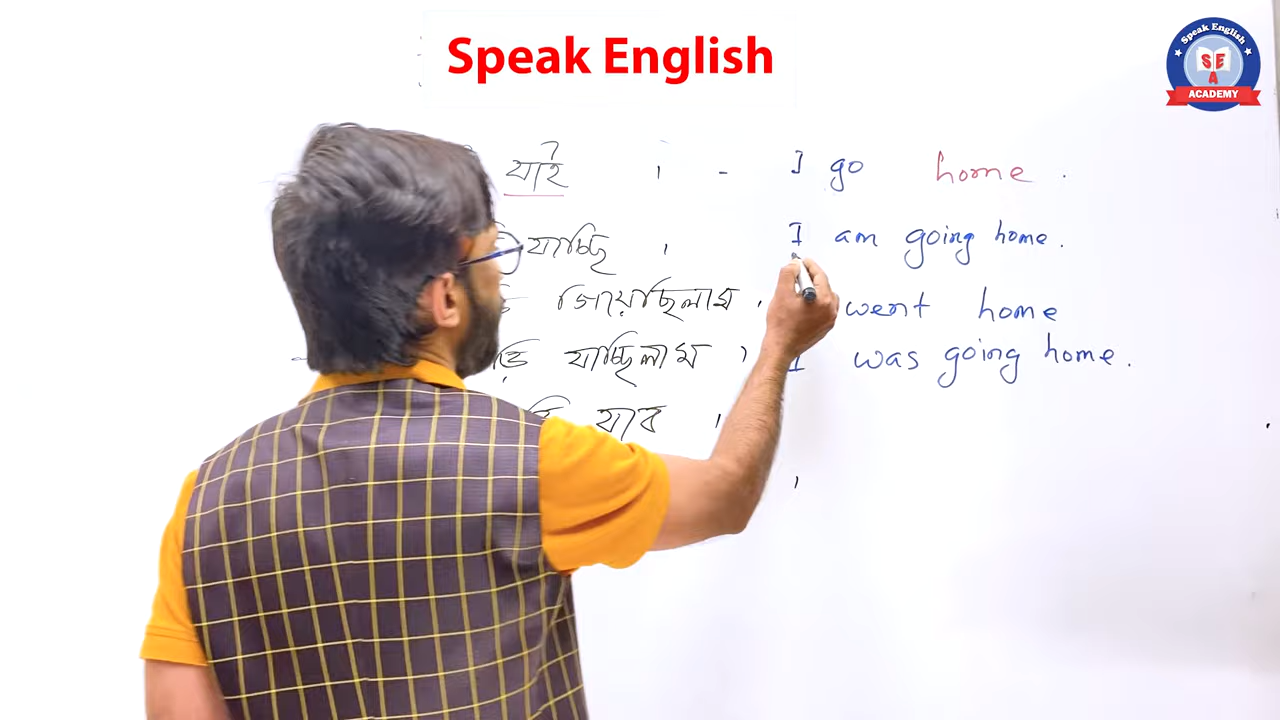 Speak English
Speak English
SE
A
ACADEMY
যাই । - I go home .
যাচ্ছি । I am going home .
গিয়েছিলাম . went home
ড়ি যাচ্ছিলাম । I was going home .
যাব ।
।